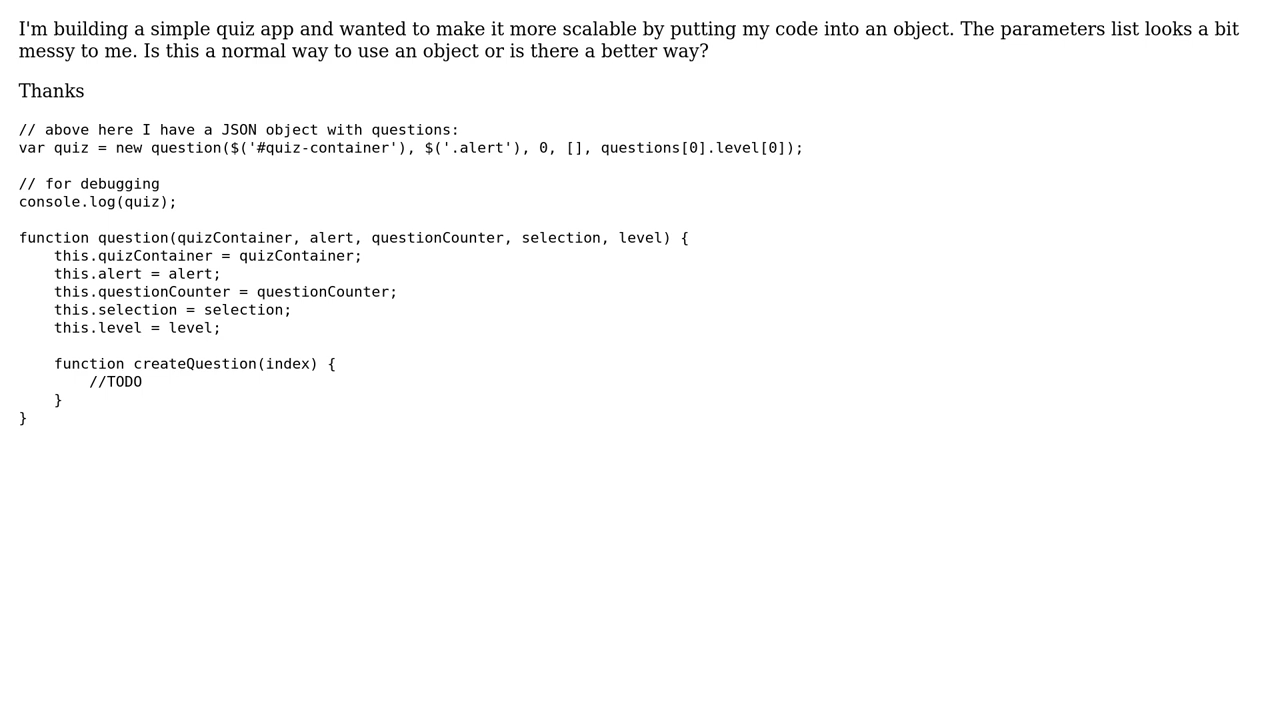 I'm building a simple quiz app and wanted to make it more scalable by putting my code into an object. The parameters list looks a bit
messy to me. Is this a normal way to use an object or is there a better way?
Thanks
// above here I have a JSON object with questions:
var quiz = new question($('#quiz-container'), $('.alert'), 0, [], questions[0].level[0]);
// for debugging
console.log(quiz);
function question(quizContainer, alert, questionCounter, selection, level) {
    this.quizContainer = quizContainer;
    this.alert = alert;
    this.questionCounter = questionCounter;
    this.selection = selection;
    this.level = level;
    function createQuestion(index) {
        //TODO
    }
}